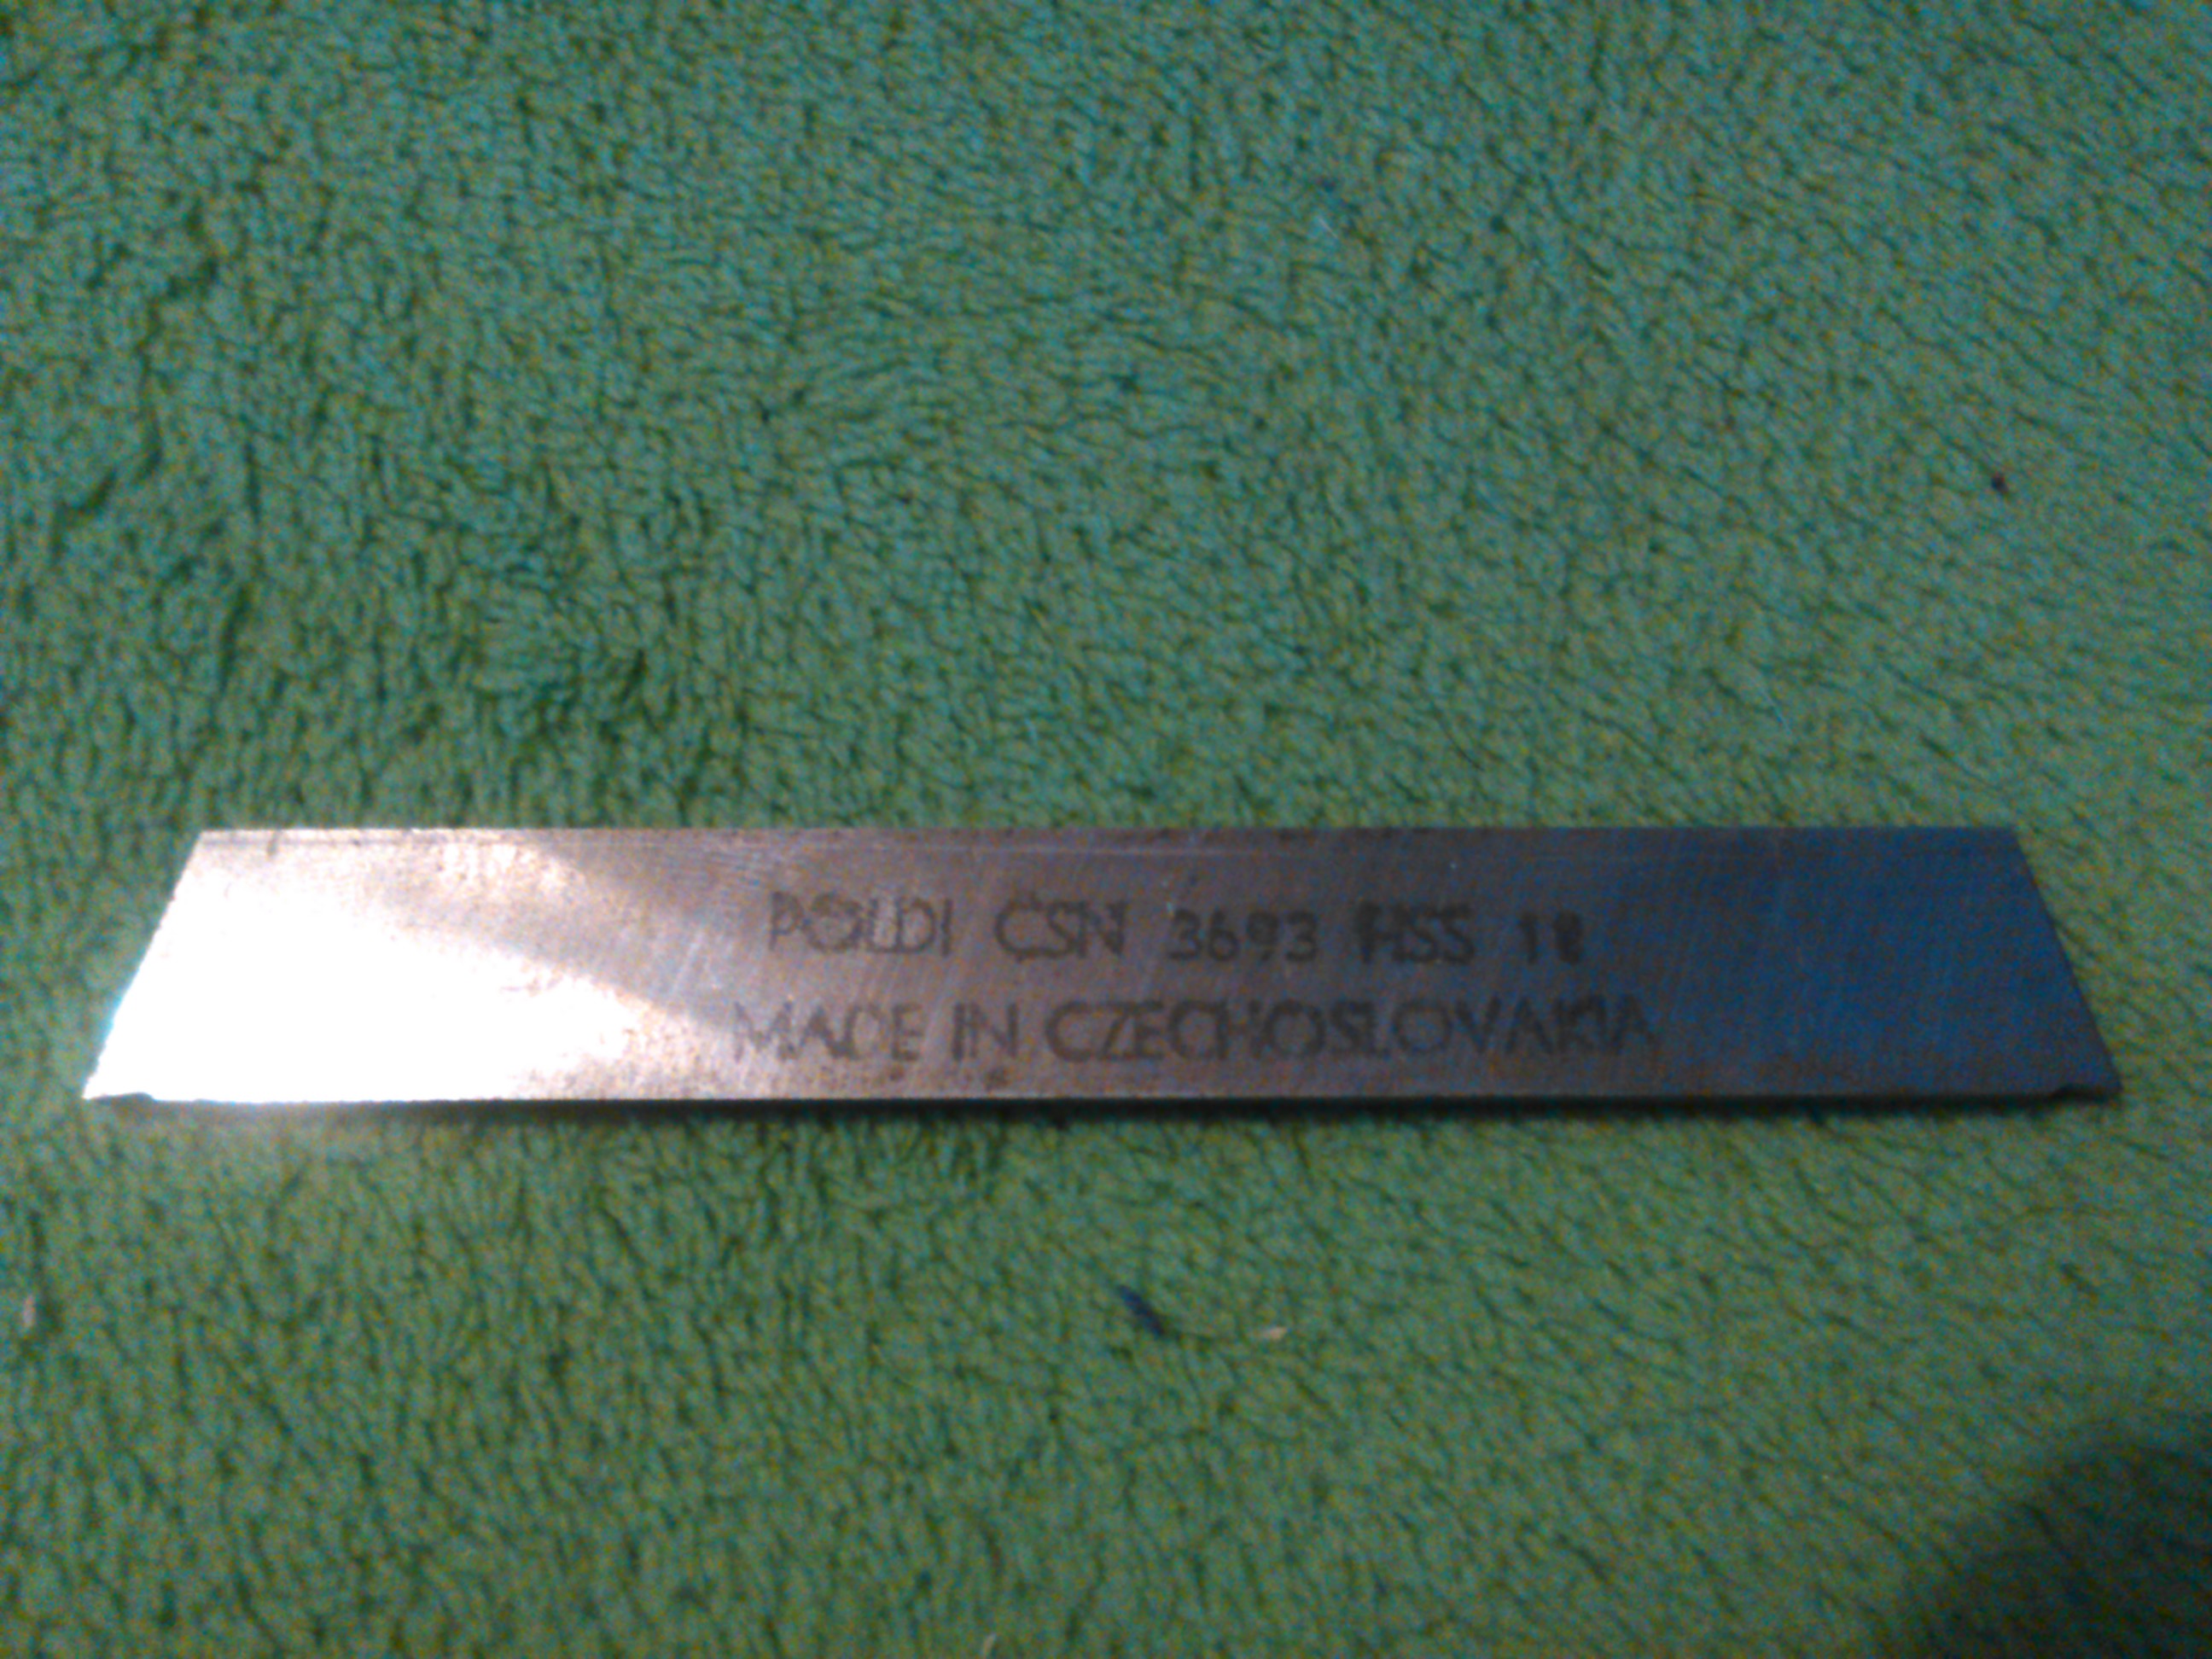 POLDI ČSN 3693 HSS 18
MADE IN CZECHOSLOVAKIA